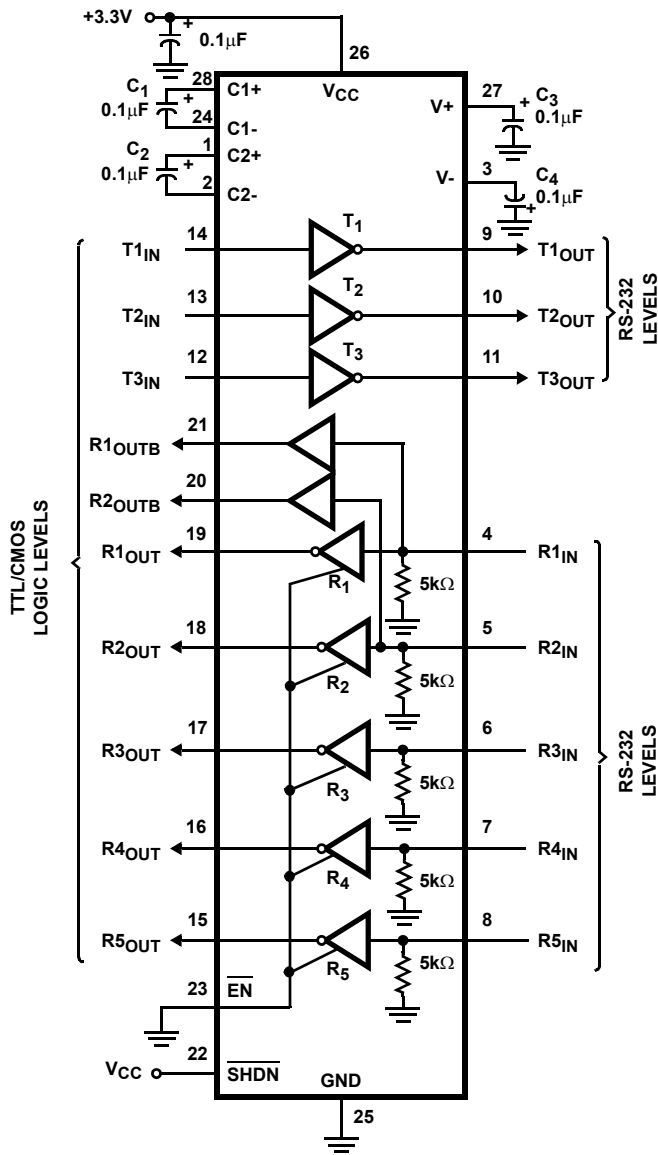 +3.3V
+
0.1μF
26
C1
0.1μF
+
28
C1+
VCC
24
C1-
V+
27
+
C3
0.1μF
C2
0.1μF
+
1
C2+
2
C2-
V-
3
C4
0.1μF
+
T1IN
14
T1
9
T1OUT
T2IN
13
T2
10
T2OUT
T3IN
12
T3
11
T3OUT
RS-232
LEVELS
R1OUTB
21
R2OUTB
20
R1OUT
19
R1
5kΩ
4
R1IN
TTL/CMOS
LOGIC LEVELS
R2OUT
18
R2
5kΩ
5
R2IN
R3OUT
17
R3
5kΩ
6
R3IN
RS-232
LEVELS
R4OUT
16
R4
5kΩ
7
R4IN
R5OUT
15
R5
5kΩ
8
R5IN
23
EN
VCC
22
SHDN
GND
25